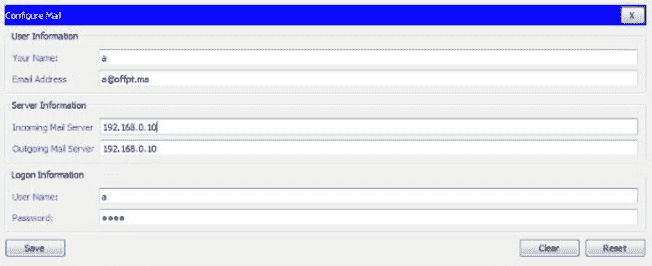 Configure Mail X
User Information
Your Name: a
Email Address a@offpt.ma
Server Information
Incoming Mail Server 192.168.0.10
Outgoing Mail Server 192.168.0.10
Logon Information
User Name: a
Password: ●●●●
Save Clear Reset